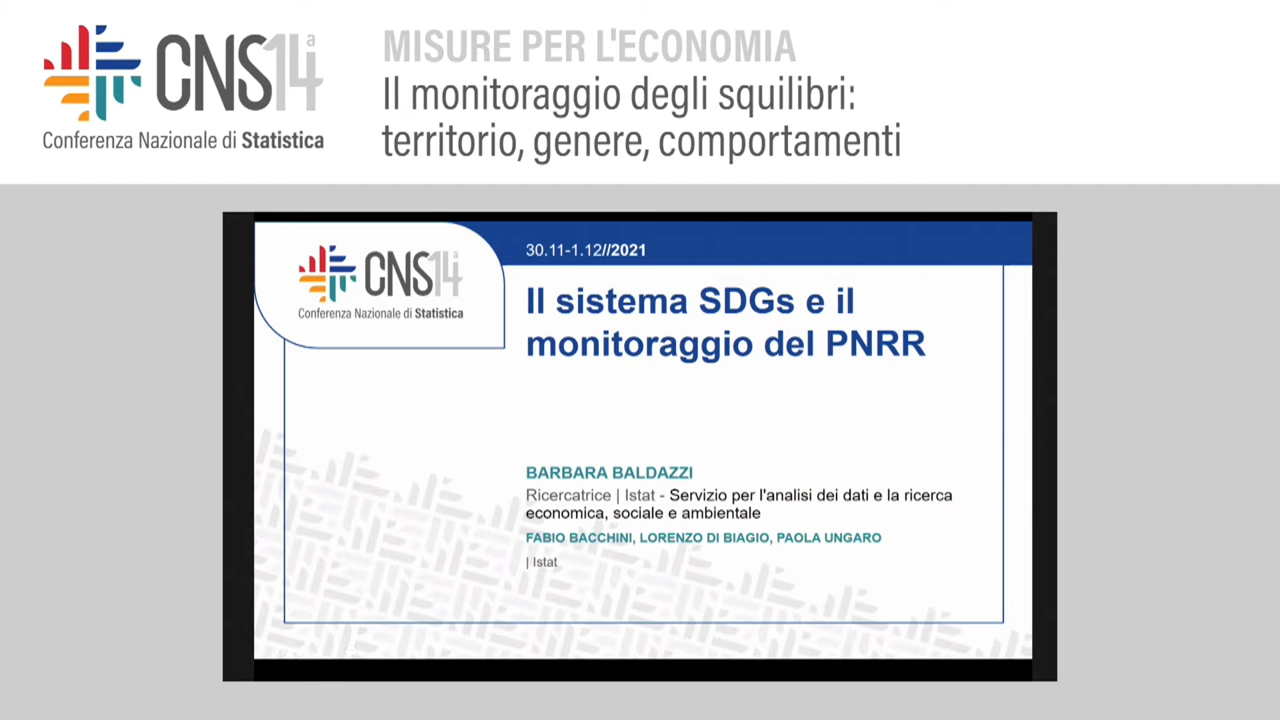 CNS14ª
Conferenza Nazionale di Statistica
MISURE PER L'ECONOMIA
Il monitoraggio degli squilibri:
territorio, genere, comportamenti
CNS14ª
Conferenza Nazionale di Statistica
30.11-1.12//2021
Il sistema SDGs e il
monitoraggio del PNRR
BARBARA BALDAZZI
Ricercatrice | Istat - Servizio per l'analisi dei dati e la ricerca
economica, sociale e ambientale
FABIO BACCHINI, LORENZO DI BIAGIO, PAOLA UNGARO
| Istat